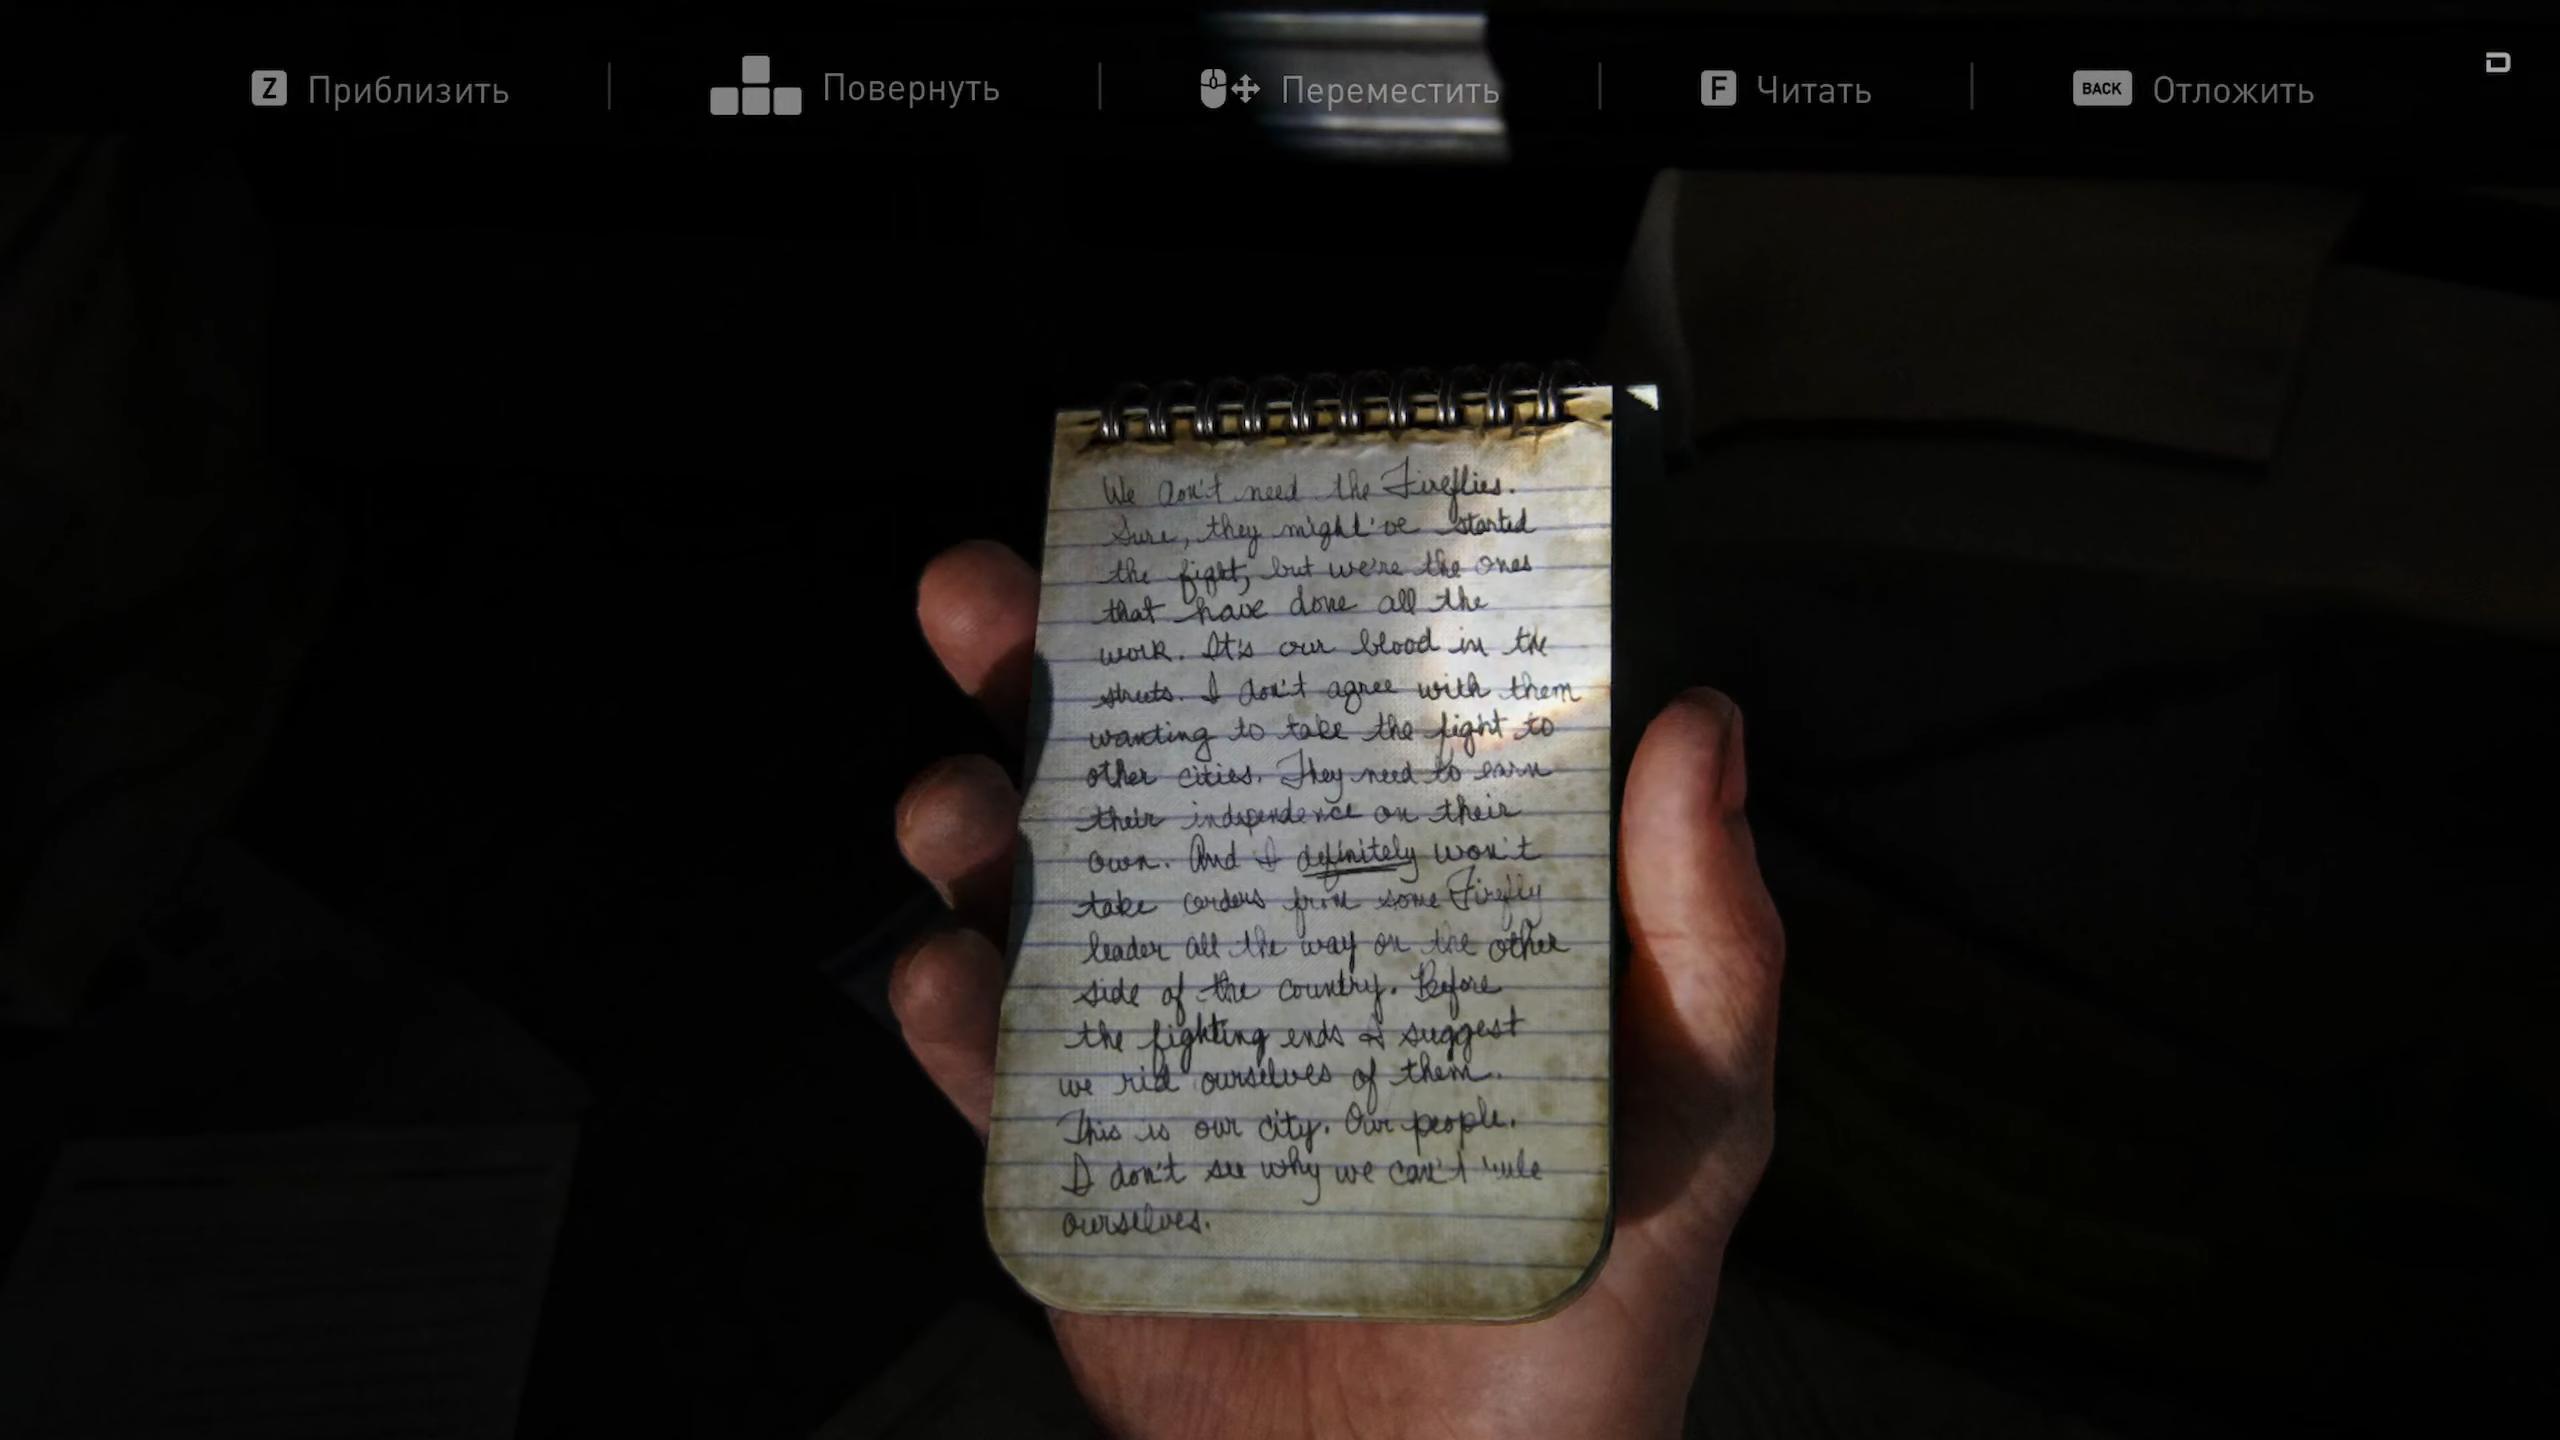 Z Приблизить
Повернуть
Переместить
F Читать
BACK Отложить
We don't need the Fireflies.
Sure, they might've started
the fight, but we're the ones
that have done all the
work. It's our blood in the
streets. I don't agree with them
wanting to take the fight to
other cities. They need to earn
their independence on their
own. And I definitely won't
take orders from some Firefly
leader all the way on the other
side of the country. Before
the fighting ends I suggest
we rid ourselves of them.
This is our city. Our people.
I don't see why we can't rule
ourselves.